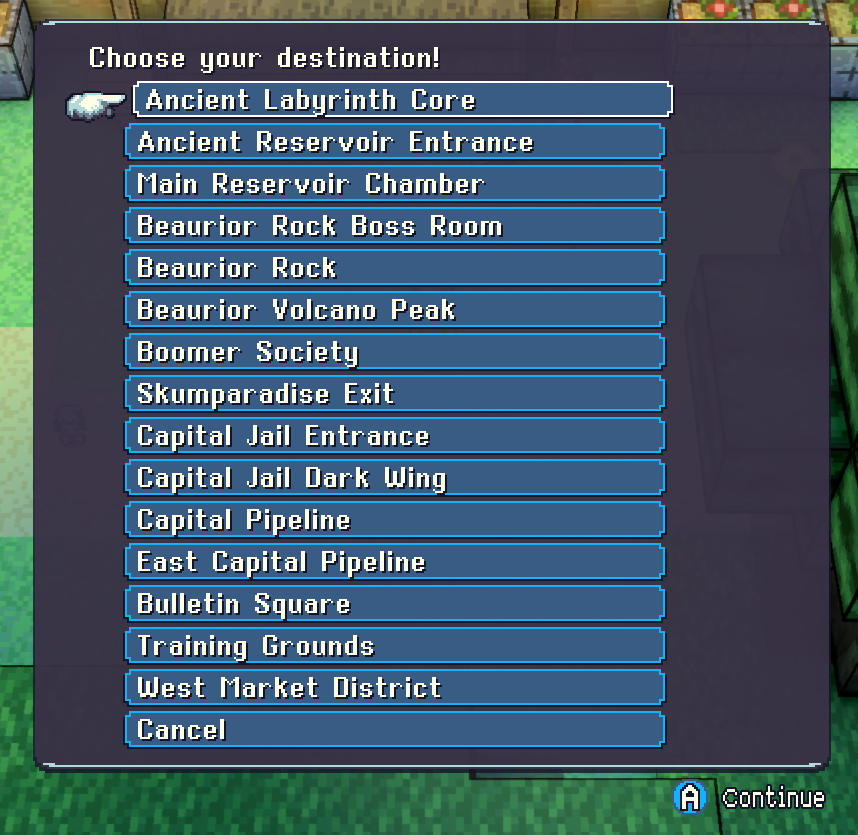 Choose your destination!
Ancient Labyrinth Core
Ancient Reservoir Entrance
Main Reservoir Chamber
Beaurior Rock Boss Room
Beaurior Rock
Beaurior Volcano Peak
Boomer Society
Skumparadise Exit
Capital Jail Entrance
Capital Jail Dark Wing
Capital Pipeline
East Capital Pipeline
Bulletin Square
Training Grounds
West Market District
Cancel
A Continue